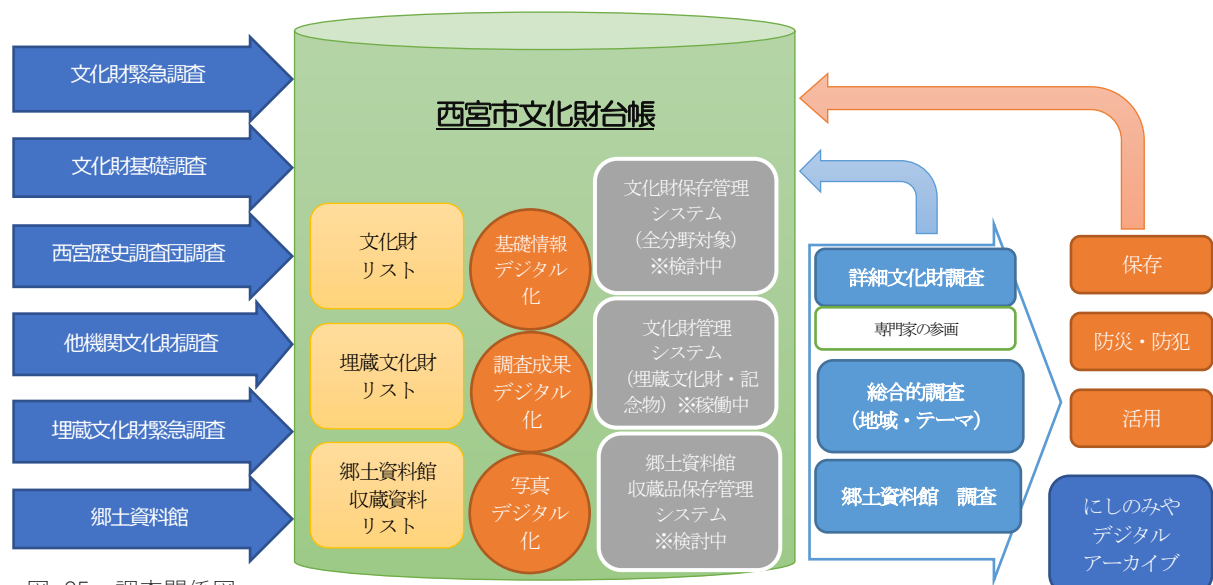 文化財緊急調査
文化財基礎調査
西宮歴史調査団調査
他機関文化財調査
埋蔵文化財緊急調査
郷土資料館
西宮市文化財台帳
文化財
リスト
埋蔵文化財
リスト
郷土資料館
収蔵資料
リスト
基礎情報
デジタル
化
調査成果
デジタル
化
写真
デジタル
化
文化財保存管理
システム
(全分野対象)
※検討中
文化財管理
システム
(埋蔵文化財・記
念物)※稼働中
郷土資料館
収蔵品保存管理
システム
※検討中
詳細文化財調査
専門家の参画
総合的調査
(地域・テーマ)
郷土資料館 調査
保存
防災・防犯
活用
にしのみや
デジタル
アーカイブ